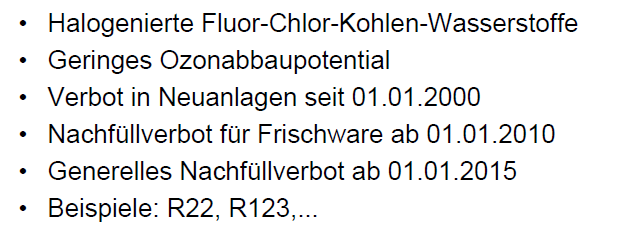 • Halogenierte Fluor-Chlor-Kohlen-Wasserstoffe
• Geringes Ozonabbaupotential
• Verbot in Neuanlagen seit 01.01.2000
• Nachfüllverbot für Frischware ab 01.01.2010
• Generelles Nachfüllverbot ab 01.01.2015
• Beispiele: R22, R123,...